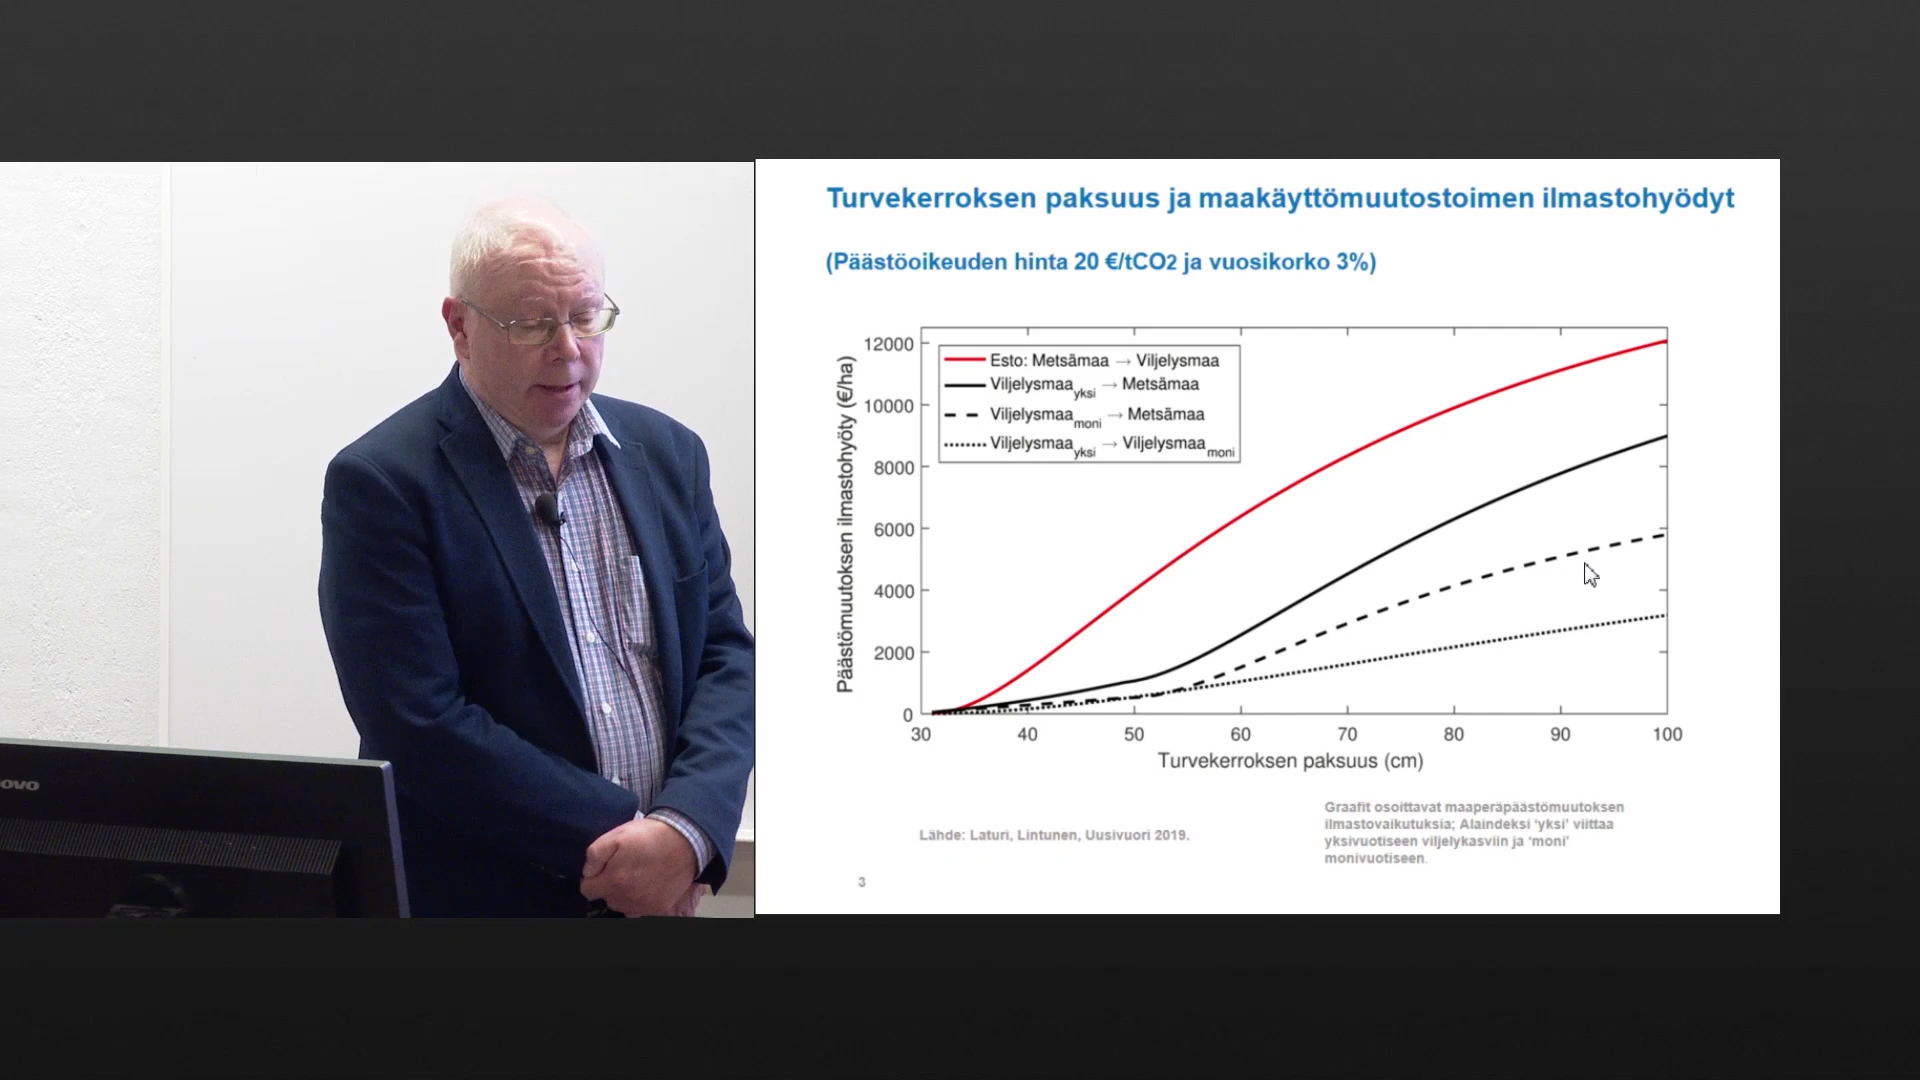 Turvekerroksen paksuus ja maakäyttömuutostoimen ilmastohyödyt
(Päästöoikeuden hinta 20 €/tCO2 ja vuosikorko 3%)
Päästömuutoksen ilmastohyöty (€/ha)
12000
10000
8000
6000
4000
2000
0
Esto: Metsämaa → Viljelysmaa
Viljelysmaa yksi → Metsämaa
Viljelysmaa moni → Metsämaa
Viljelysmaa yksi → Viljelysmaa moni
30 40 50 60 70 80 90 100
Turvekerroksen paksuus (cm)
Lähde: Laturi, Lintunen, Uusivuori 2019.
Graafit osoittavat maaperäpäästömuutoksen
ilmastovaikutuksia; Alaindeksi ‘yksi’ viittaa
yksivuotiseen viljelykasviin ja ‘moni’
monivuotiseen.
3